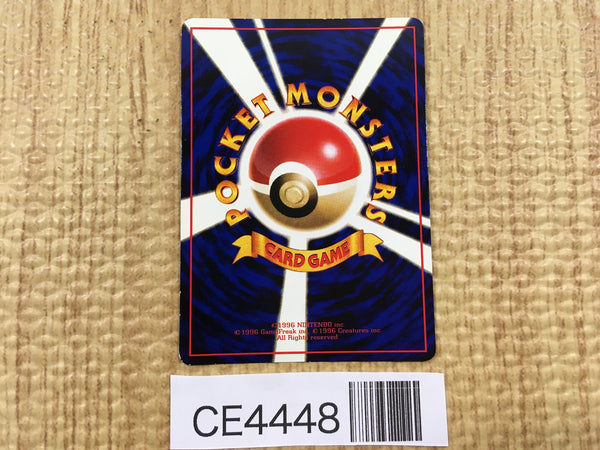 POCKET MONSTERS
CARD GAME
©1996 NINTENDO inc.
©1996 GameFreak inc. ©1996 Creatures inc.
All Rights reserved.
CE4448